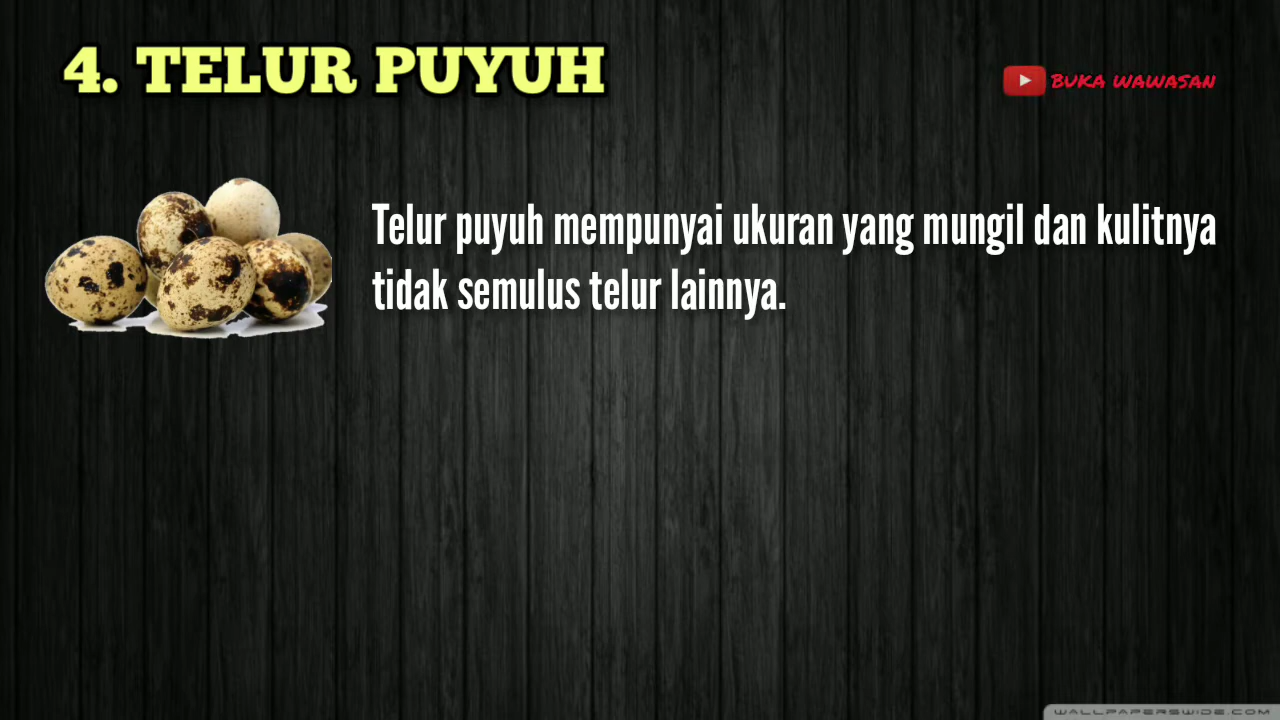 4. TELUR PUYUH
BUKA WAWASAN
Telur puyuh mempunyai ukuran yang mungil dan kulitnya
tidak semulus telur lainnya.
WALLPAPERSWIDE.COM